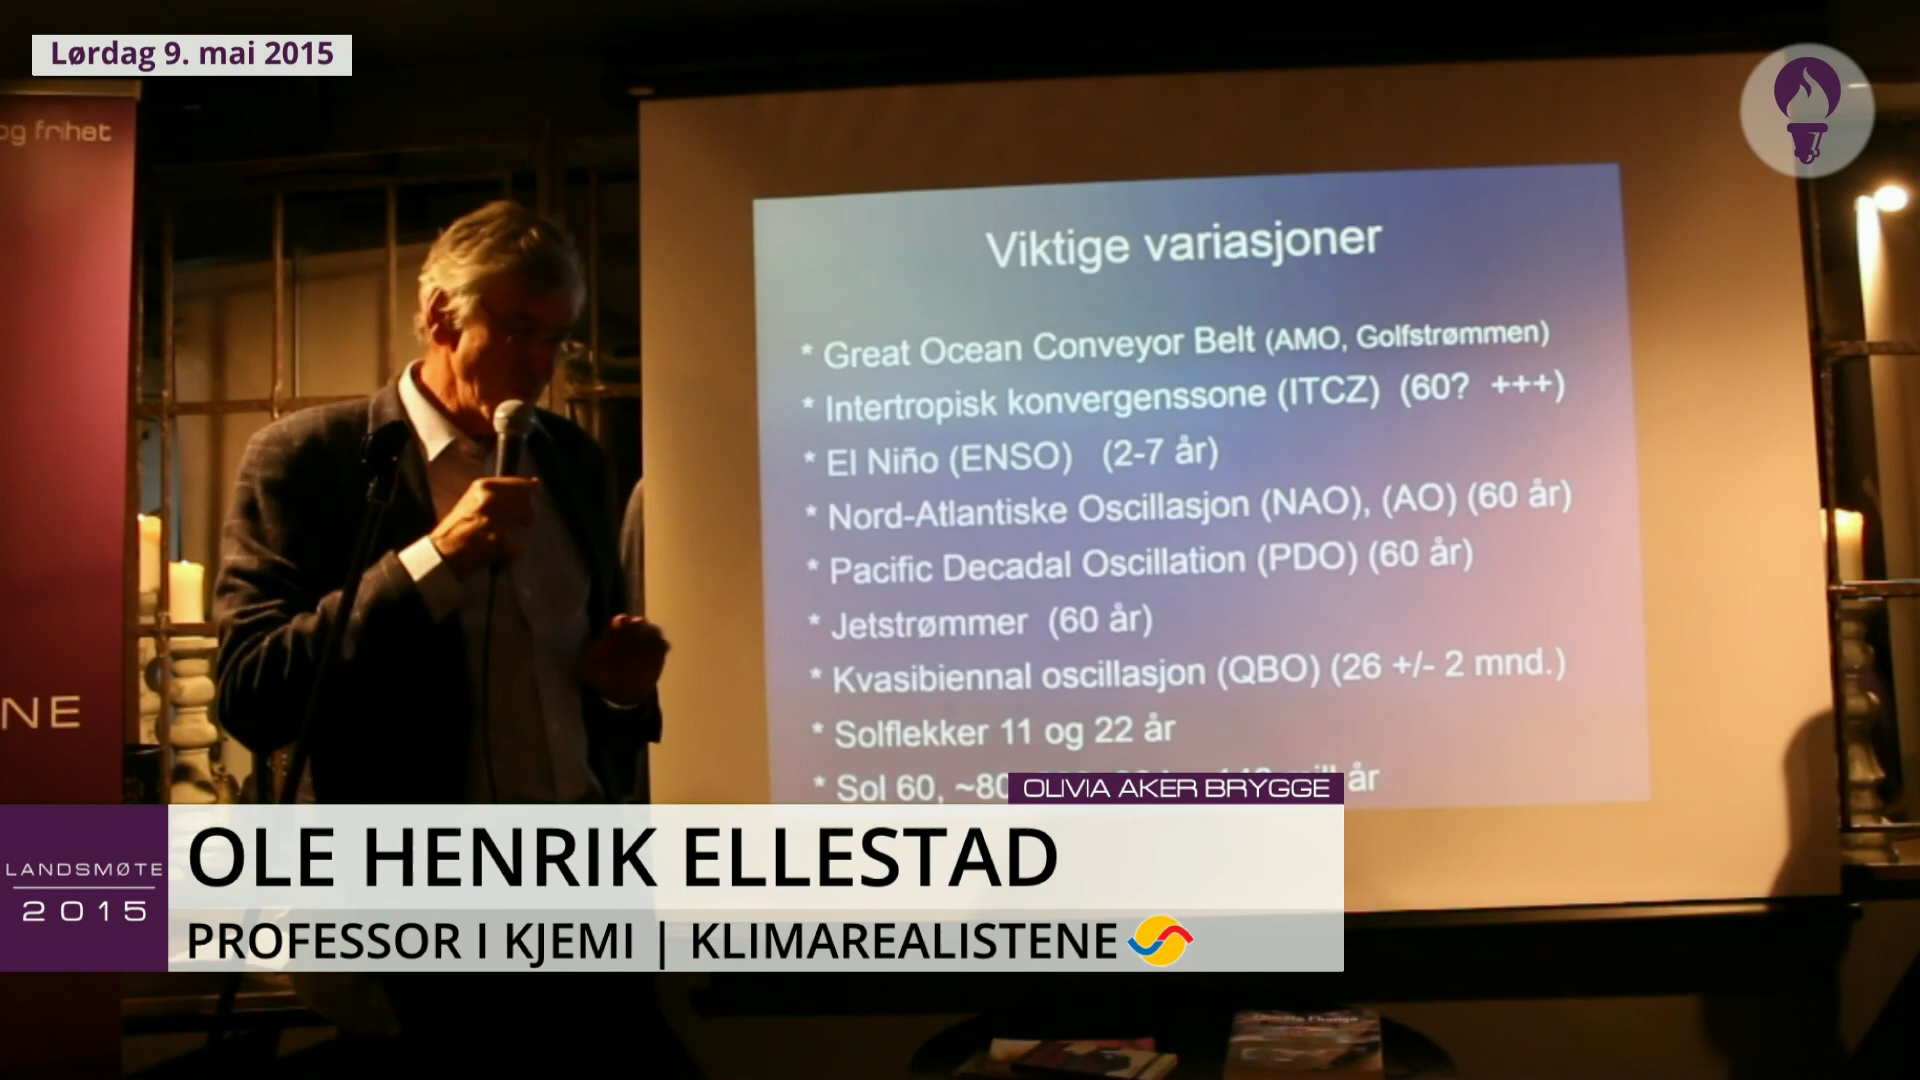 Lørdag 9. mai 2015
og frihet
NE
Viktige variasjoner
* Great Ocean Conveyor Belt (AMO, Golfstrømmen)
* Intertropisk konvergenssone (ITCZ) (60? +++)
* El Niño (ENSO) (2-7 år)
* Nord-Atlantiske Oscillasjon (NAO), (AO) (60 år)
* Pacific Decadal Oscillation (PDO) (60 år)
* Jetstrømmer (60 år)
* Kvasibiennal oscillasjon (QBO) (26 +/- 2 mnd.)
* Solflekker 11 og 22 år
* Sol 60, ~80 år
OLIVIA AKER BRYGGE
LANDSMØTE
2015
OLE HENRIK ELLESTAD
PROFESSOR I KJEMI | KLIMAREALISTENE